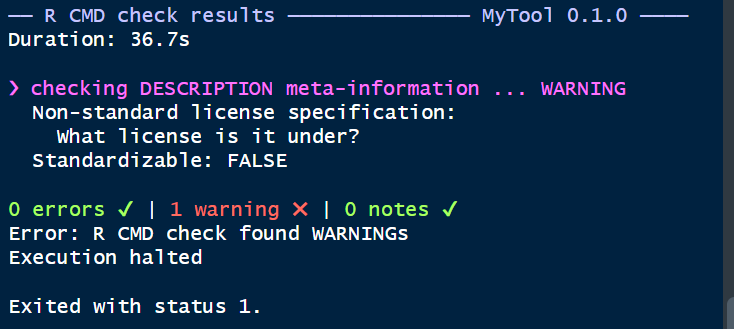 ── R CMD check results ─────────────── MyTool 0.1.0 ────
Duration: 36.7s
❯ checking DESCRIPTION meta-information ... WARNING
Non-standard license specification:
What license is it under?
Standardizable: FALSE
0 errors ✔ | 1 warning ✖ | 0 notes ✔
Error: R CMD check found WARNINGs
Execution halted
Exited with status 1.